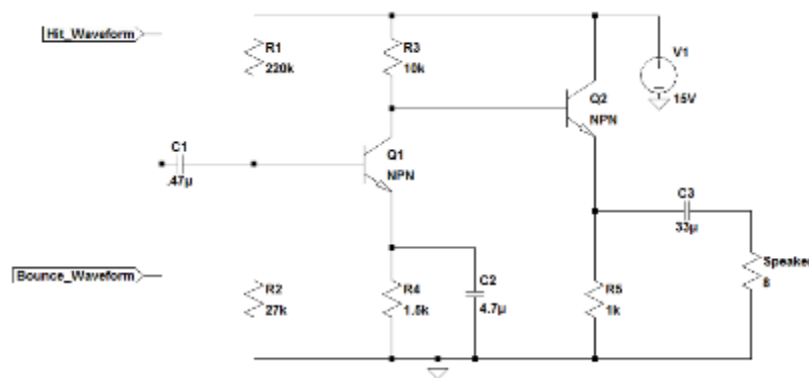 Hit_Waveform
R1
220k
R3
10k
V1
15V
Q2
NPN
C1
.47µ
Q1
NPN
C3
33µ
Bounce_Waveform
R2
27k
R4
1.5k
C2
4.7µ
R5
1k
Speaker
8